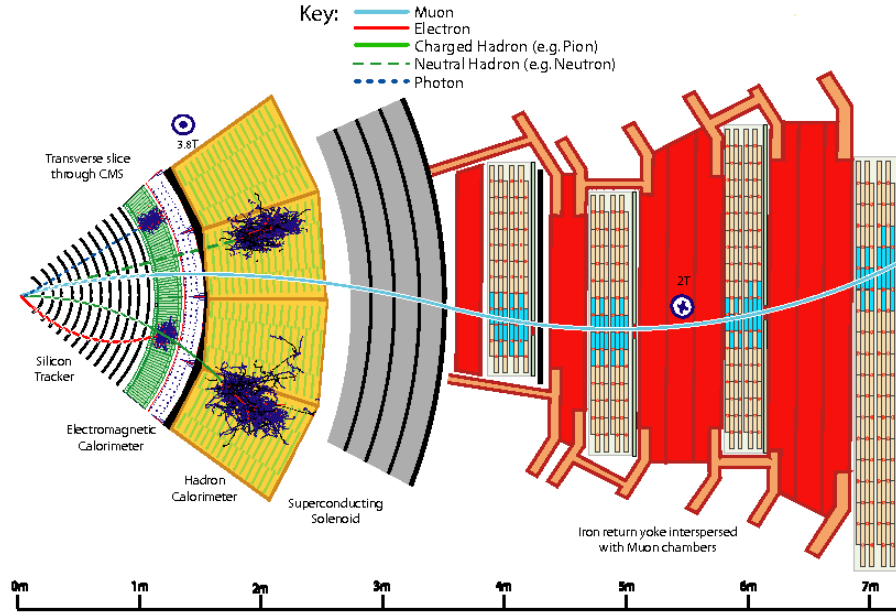 Key:
Muon
Electron
Charged Hadron (e.g. Pion)
Neutral Hadron (e.g. Neutron)
Photon
3.8T
Transverse slice
through CMS
2T
Silicon
Tracker
Electromagnetic
Calorimeter
Hadron
Calorimeter
Superconducting
Solenoid
Iron return yoke interspersed
with Muon chambers
0m
1m
2m
3m
4m
5m
6m
7m